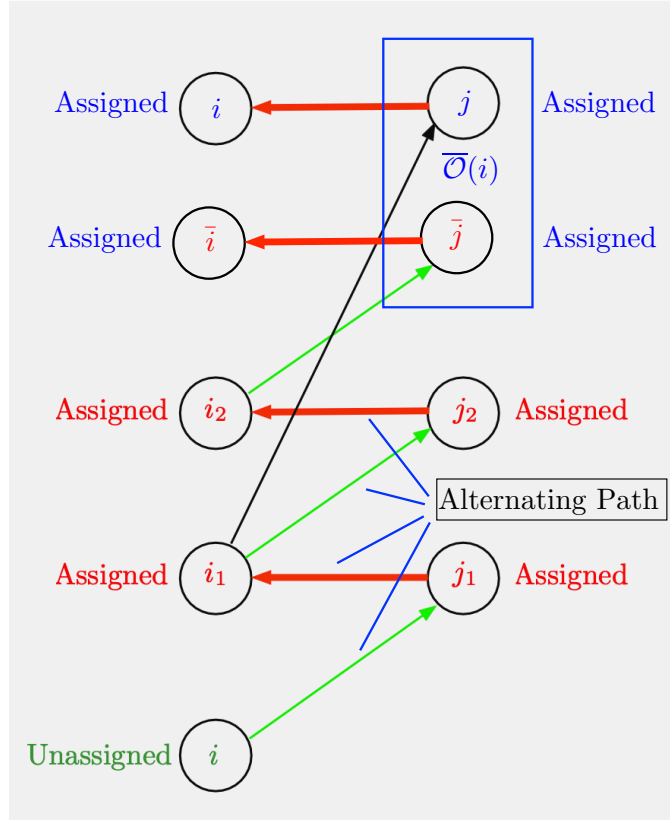 Assigned i j Assigned
𝒪̅(i)
Assigned ī j̄ Assigned
Assigned i₂ j₂ Assigned
Alternating Path
Assigned i₁ j₁ Assigned
Unassigned i